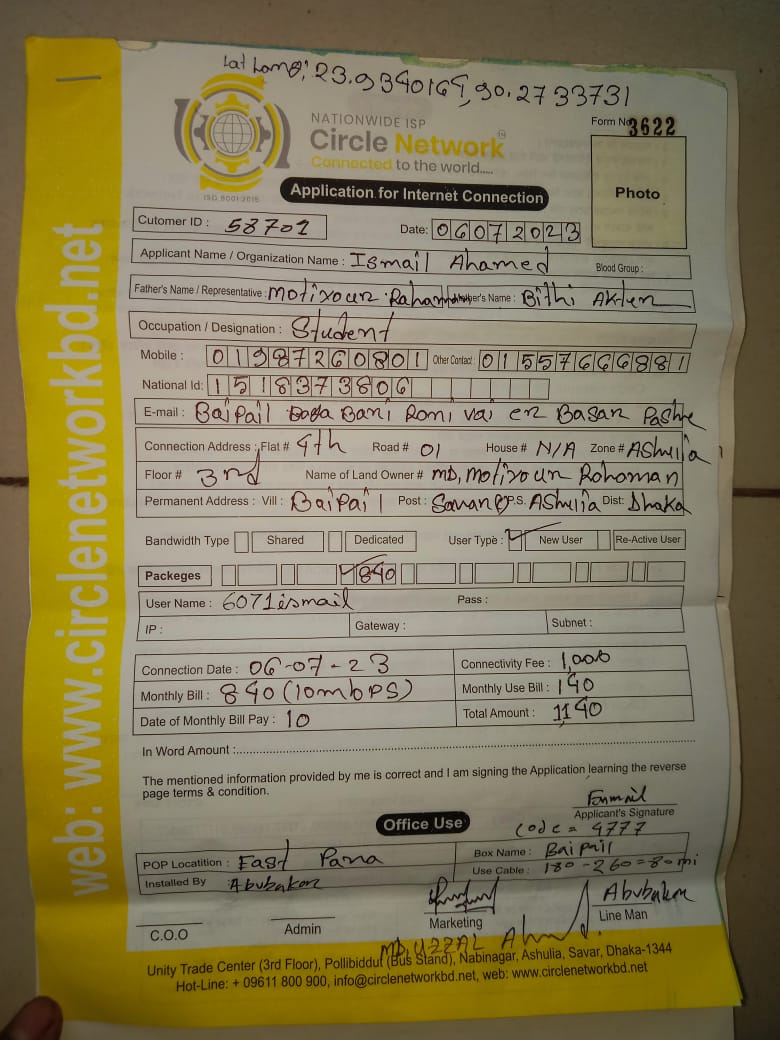 Lat Long; 23.9340169,90.2733731
NATIONWIDE ISP
Circle Network
Connected to the world.....
ISO 9001:2015
Form No 3622
Photo
Application for Internet Connection
Cutomer ID : 58701
Date: 06072023
Applicant Name / Organization Name : Ismail Ahamed
Blood Group :
Father's Name / Representative : Motiroun Raham
Mother's Name : Bithi Akter
Occupation / Designation : Student
Mobile : 01987260801 Other Contact : 01557666881
National Id: 1518373806
E-mail : Baipail Bani Romi vai er Basar Pashe
Connection Address : Flat # 4th Road # 01 House # N/A Zone # AShulia
Floor # 3rd Name of Land Owner # MD, Motiroun Rohoman
Permanent Address : Vill : BaiPail Post : Savar P.S. AShulia Dist: Dhaka
Bandwidth Type Shared Dedicated User Type : New User Re-Active User
Packeges 840
User Name : 6071ismail Pass :
IP : Gateway : Subnet :
Connection Date : 06-07-23 Connectivity Fee : 1,000
Monthly Bill : 840 (10mbPS) Monthly Use Bill : 140
Date of Monthly Bill Pay : 10 Total Amount : 1140
In Word Amount :
The mentioned information provided by me is correct and I am signing the Application learning the reverse
page terms & condition.
Applicant's Signature
Office Use
Code = 4777
POP Locatition : East Para
Box Name : Baipail
Installed By Abubakor
Use Cable : 180 - 260 = 80 mi
C.O.O
Admin
Marketing
Abubakor
Line Man
MD, UZZAL
Unity Trade Center (3rd Floor), Pollibiddut (Bus Stand), Nabinagar, Ashulia, Savar, Dhaka-1344
Hot-Line: + 09611 800 900, info@circlenetworkbd.net, web: www.circlenetworkbd.net
web: www.circlenetworkbd.net